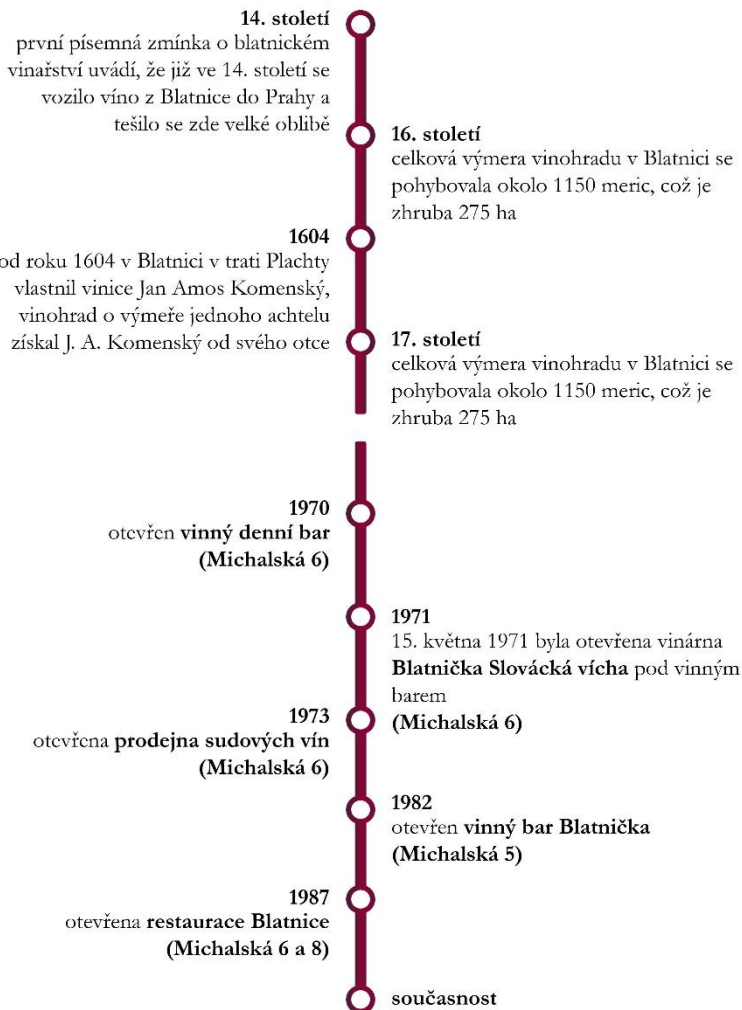 14. století
první písemná zmínka o blatnickém
vinařství uvádí, že již ve 14. století se
vozilo víno z Blatnice do Prahy a
tešilo se zde velké oblibě
16. století
celková výmera vinohradu v Blatnici se
pohybovala okolo 1150 meric, což je
zhruba 275 ha
1604
od roku 1604 v Blatnici v trati Plachty
vlastnil vinice Jan Amos Komenský,
vinohrad o výmeře jednoho achtelu
získal J. A. Komenský od svého otce
17. století
celková výmera vinohradu v Blatnici se
pohybovala okolo 1150 meric, což je
zhruba 275 ha
1970
otevřen vinný denní bar
(Michalská 6)
1971
15. května 1971 byla otevřena vinárna
Blatnička Slovácká vícha pod vinným
barem
(Michalská 6)
1973
otevřena prodejna sudových vín
(Michalská 6)
1982
otevřen vinný bar Blatnička
(Michalská 5)
1987
otevřena restaurace Blatnice
(Michalská 6 a 8)
současnost